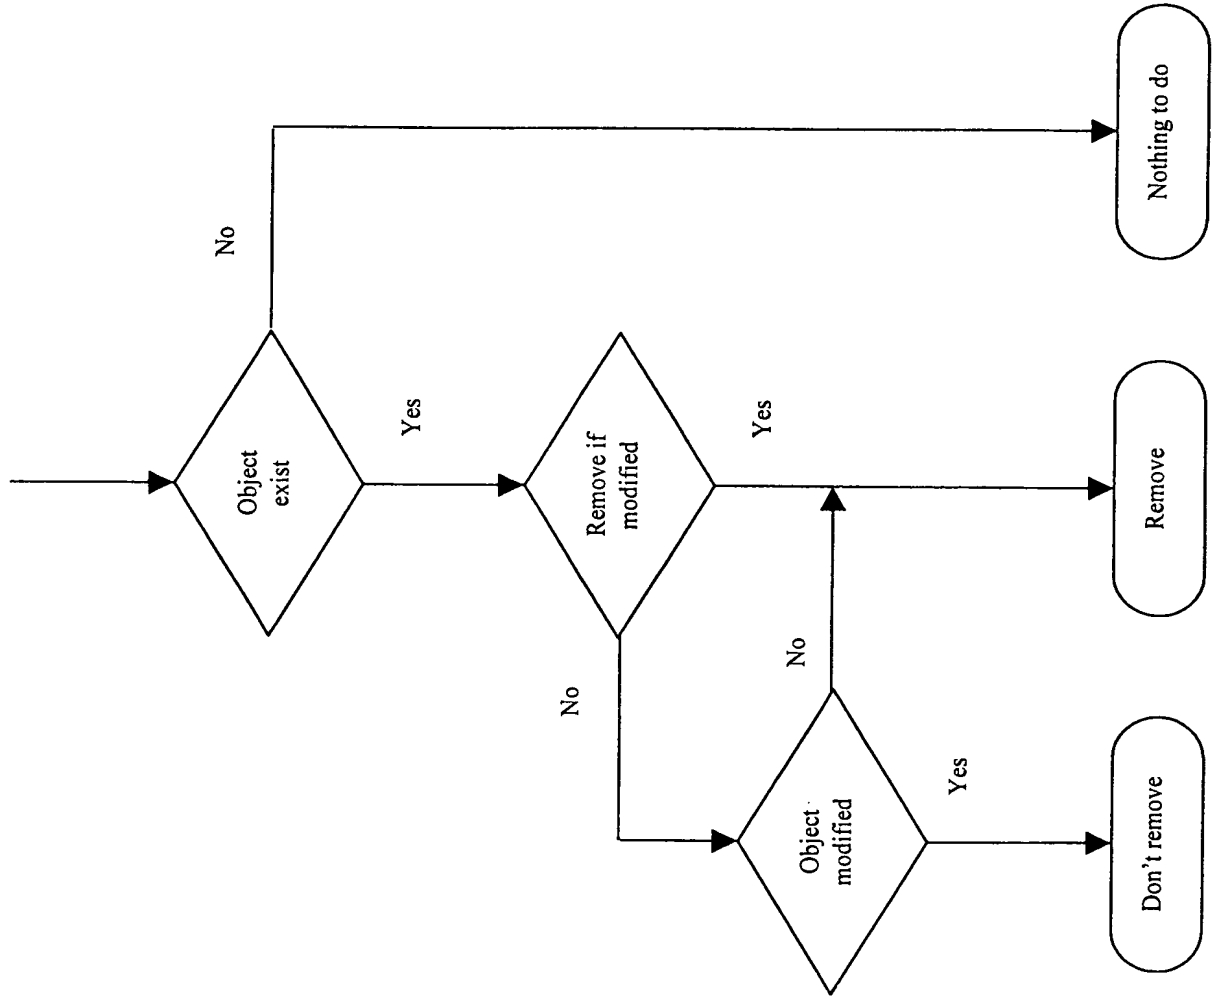 Object
exist
No
Yes
Remove if
modified
No
Yes
Object
modified
No
Yes
Don't remove
Remove
Nothing to do